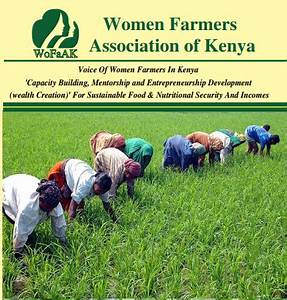 WoFaAK
Women Farmers
Association of Kenya
Voice Of Women Farmers In Kenya
'Capacity Building, Mentorship and Entrepreneurship Development
(wealth Creation)' For Sustainable Food & Nutritional Security And Incomes